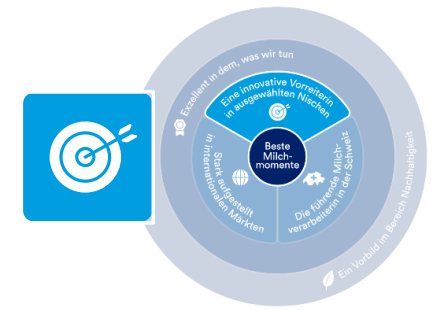 Exzellent in dem, was wir tun
Eine innovative Vorreiterin
in ausgewählten Nischen
Beste
Milch-
momente
Stark aufgestellt
in internationalen Märkten
Die führende Milch-
verarbeiterin in der Schweiz
Ein Vorbild im Bereich Nachhaltigkeit